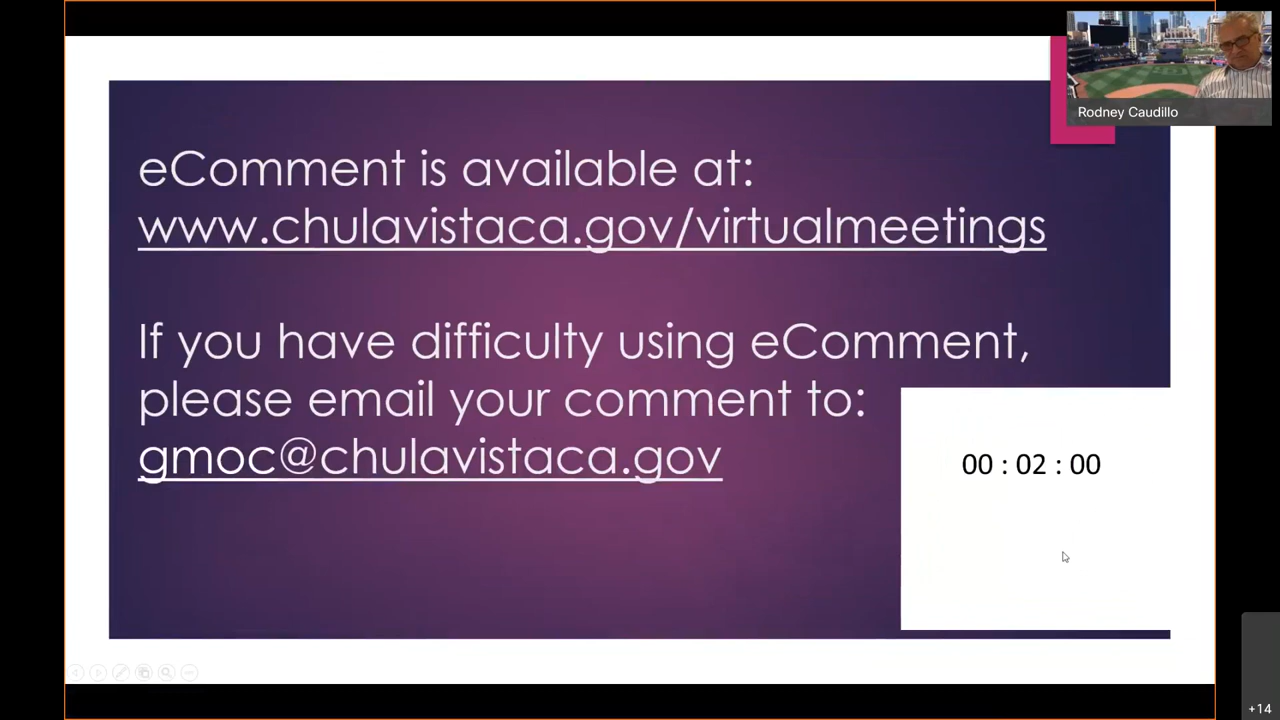 Rodney Caudillo
eComment is available at:
www.chulavistaca.gov/virtualmeetings
If you have difficulty using eComment,
please email your comment to:
gmoc@chulavistaca.gov
00 : 02 : 00
+14